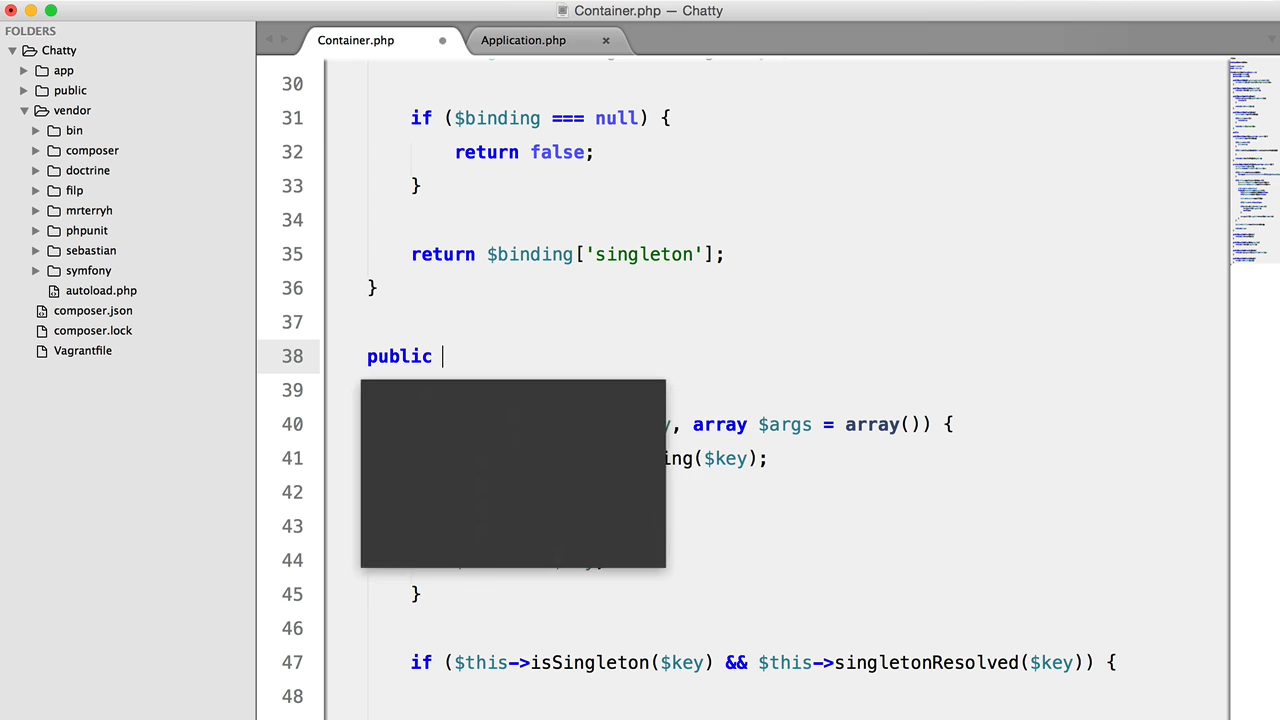 Container.php — Chatty
FOLDERS
Chatty
app
public
vendor
bin
composer
doctrine
filp
mrterryh
phpunit
sebastian
symfony
autoload.php
composer.json
composer.lock
Vagrantfile
Container.php
Application.php
30
31 if ($binding === null) {
32 return false;
33 }
34
35 return $binding['singleton'];
36 }
37
38 public
39
40 , array $args = array()) {
41 ing($key);
42
43
44
45 }
46
47 if ($this->isSingleton($key) && $this->singletonResolved($key)) {
48